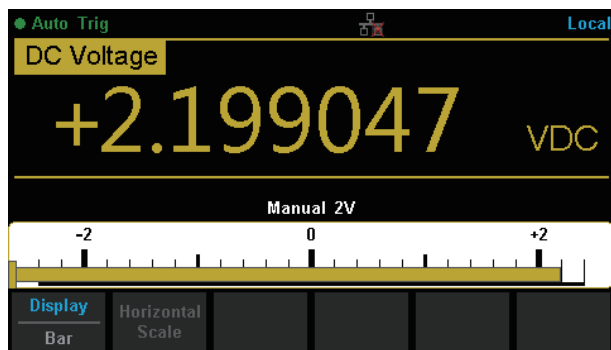 Auto Trig
Local
DC Voltage
+2.199047 VDC
Manual 2V
-2 0 +2
Display Horizontal
Bar Scale